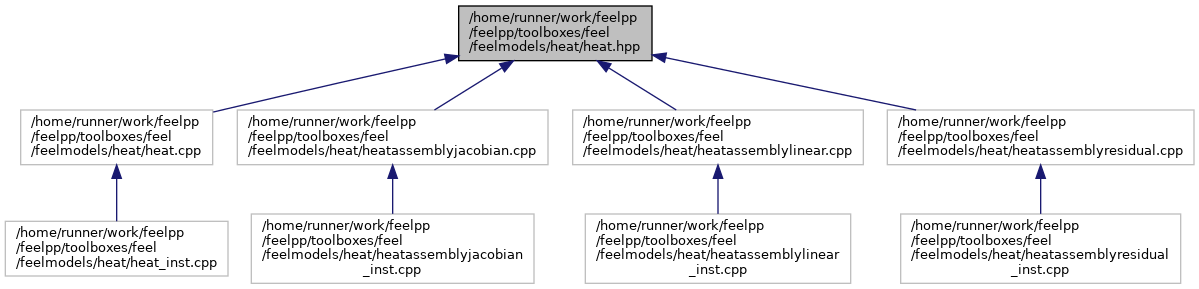 /home/runner/work/feelpp
/feelpp/toolboxes/feel
/feelmodels/heat/heat.hpp
/home/runner/work/feelpp
/feelpp/toolboxes/feel
/feelmodels/heat/heat.cpp
/home/runner/work/feelpp
/feelpp/toolboxes/feel
/feelmodels/heat/heatassemblyjacobian.cpp
/home/runner/work/feelpp
/feelpp/toolboxes/feel
/feelmodels/heat/heatassemblylinear.cpp
/home/runner/work/feelpp
/feelpp/toolboxes/feel
/feelmodels/heat/heatassemblyresidual.cpp
/home/runner/work/feelpp
/feelpp/toolboxes/feel
/feelmodels/heat/heat_inst.cpp
/home/runner/work/feelpp
/feelpp/toolboxes/feel
/feelmodels/heat/heatassemblyjacobian
_inst.cpp
/home/runner/work/feelpp
/feelpp/toolboxes/feel
/feelmodels/heat/heatassemblylinear
_inst.cpp
/home/runner/work/feelpp
/feelpp/toolboxes/feel
/feelmodels/heat/heatassemblyresidual
_inst.cpp